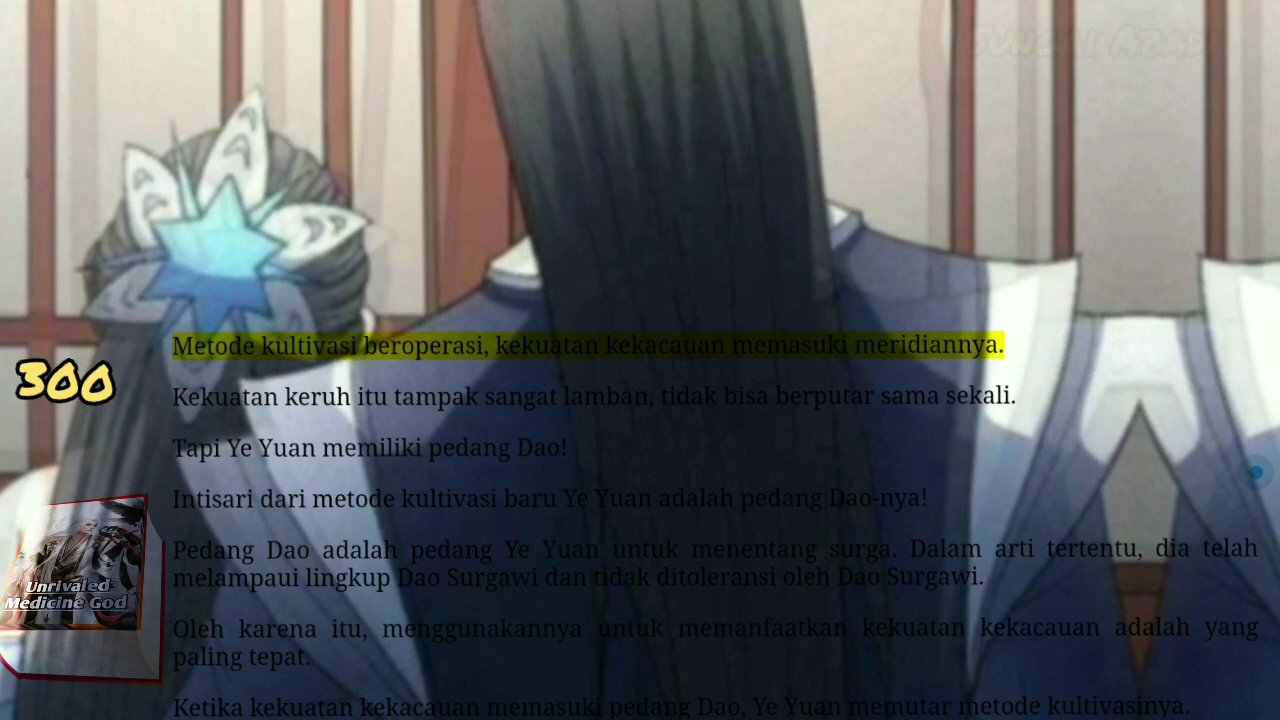 Metode kultivasi beroperasi, kekuatan kekacauan memasuki meridiannya.
Kekuatan keruh itu tampak sangat lamban, tidak bisa berputar sama sekali.
Tapi Ye Yuan memiliki pedang Dao!
Intisari dari metode kultivasi baru Ye Yuan adalah pedang Dao-nya!
Pedang Dao adalah pedang Ye Yuan untuk menentang surga. Dalam arti tertentu, dia telah
melampaui lingkup Dao Surgawi dan tidak ditoleransi oleh Dao Surgawi.
Oleh karena itu, menggunakannya untuk memanfaatkan kekuatan kekacauan adalah yang
paling tepat.
Ketika kekuatan kekacauan memasuki pedang Dao, Ye Yuan memutar metode kultivasinya.
300
Unrivaled
Medicine God